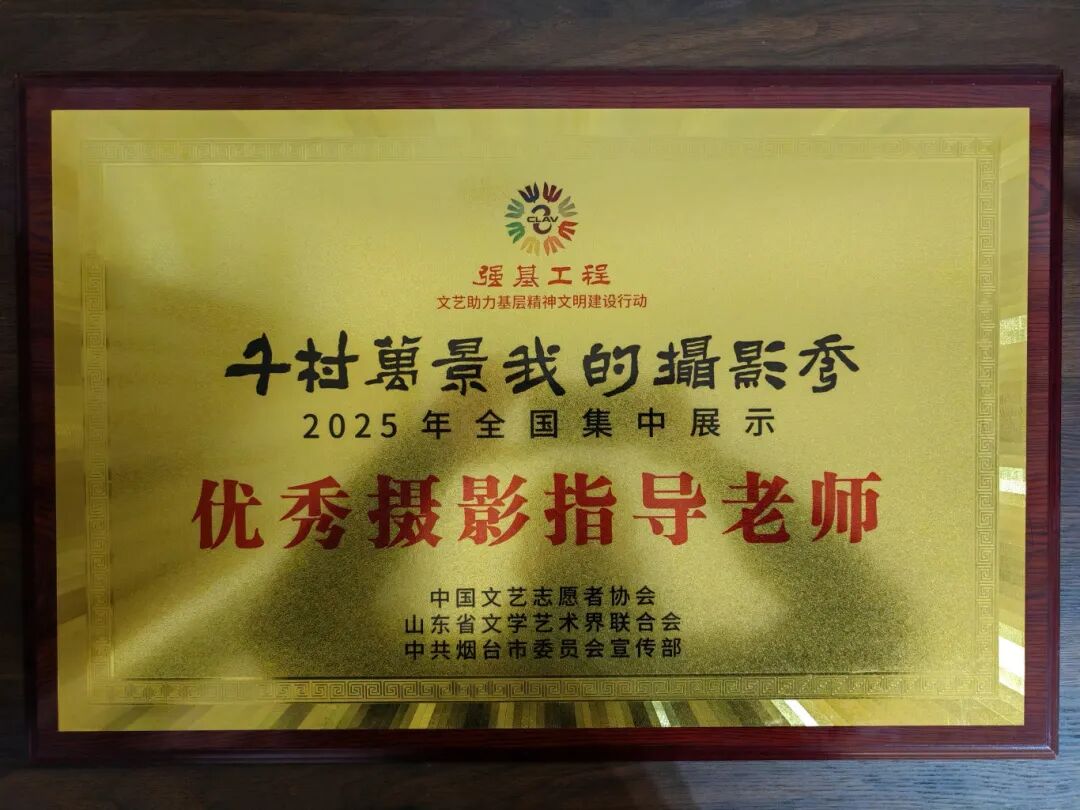 CLAV
强基工程
文艺助力基层精神文明建设行动
千村萬景我的攝影秀
2025年全国集中展示
优秀摄影指导老师
中国文艺志愿者协会
山东省文学艺术界联合会
中共烟台市委员会宣传部